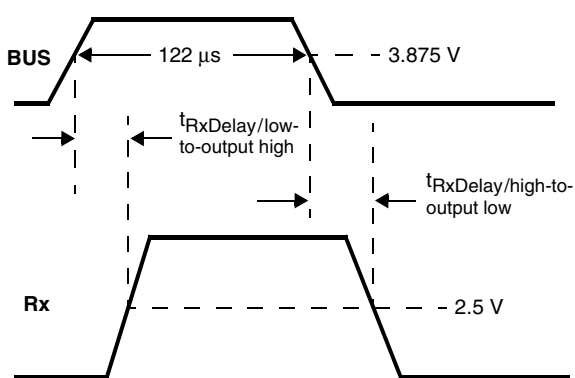 BUS
122 μs
3.875 V
tRxDelay/low-
to-output high
tRxDelay/high-to-
output low
Rx
2.5 V